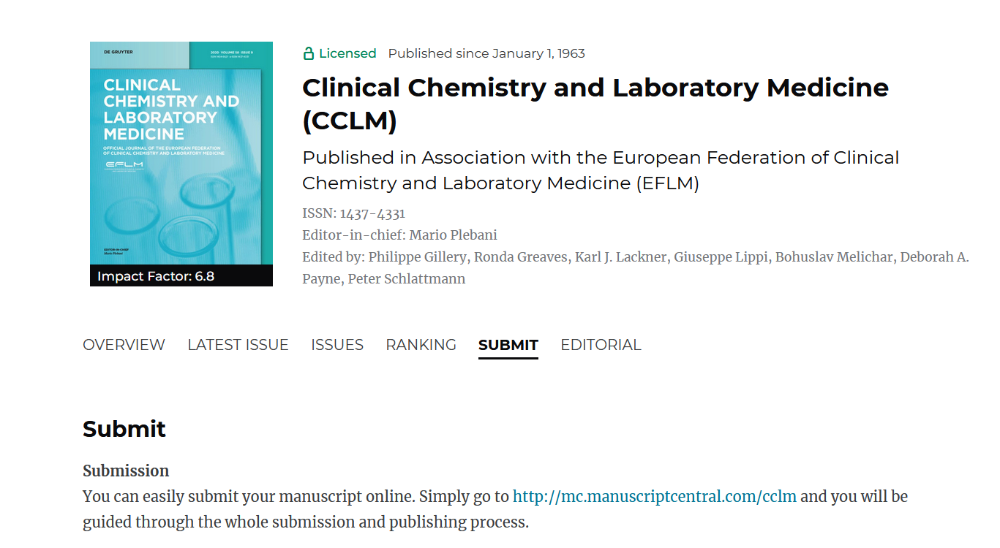 DE GRUYTER
2020 · VOLUME 58 · ISSUE 9
CLINICAL
CHEMISTRY AND
LABORATORY
MEDICINE
OFFICIAL JOURNAL OF THE EUROPEAN FEDERATION
OF CLINICAL CHEMISTRY AND LABORATORY MEDICINE
EFLM
EDITOR-IN-CHIEF
Mario Plebani
Impact Factor: 6.8
Licensed Published since January 1, 1963
Clinical Chemistry and Laboratory Medicine
(CCLM)
Published in Association with the European Federation of Clinical
Chemistry and Laboratory Medicine (EFLM)
ISSN: 1437-4331
Editor-in-chief: Mario Plebani
Edited by: Philippe Gillery, Ronda Greaves, Karl J. Lackner, Giuseppe Lippi, Bohuslav Melichar, Deborah A.
Payne, Peter Schlattmann
OVERVIEW LATEST ISSUE ISSUES RANKING SUBMIT EDITORIAL
Submit
Submission
You can easily submit your manuscript online. Simply go to http://mc.manuscriptcentral.com/cclm and you will be
guided through the whole submission and publishing process.